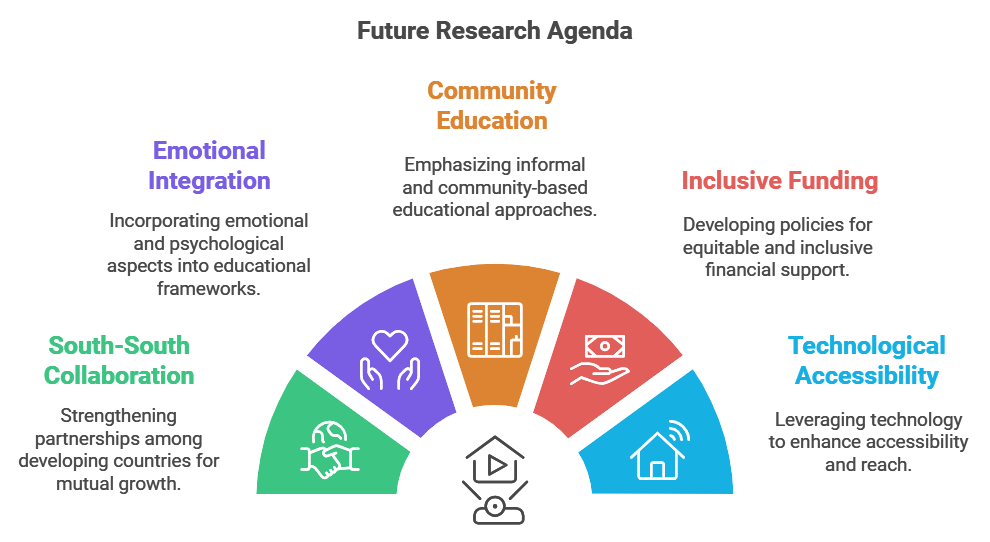 Future Research Agenda
South-South
Collaboration
Strengthening
partnerships among
developing countries for
mutual growth.
Emotional
Integration
Incorporating emotional
and psychological
aspects into educational
frameworks.
Community
Education
Emphasizing informal
and community-based
educational approaches.
Inclusive Funding
Developing policies for
equitable and inclusive
financial support.
Technological
Accessibility
Leveraging technology
to enhance accessibility
and reach.